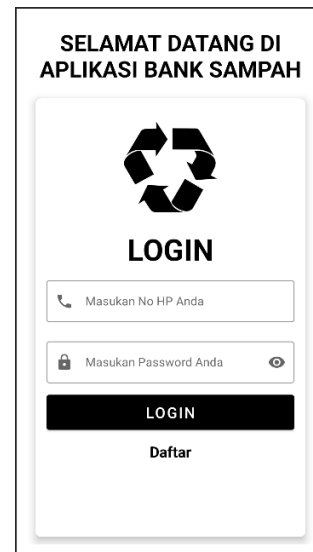 SELAMAT DATANG DI
APLIKASI BANK SAMPAH
LOGIN
Masukan No HP Anda
Masukan Password Anda
LOGIN
Daftar